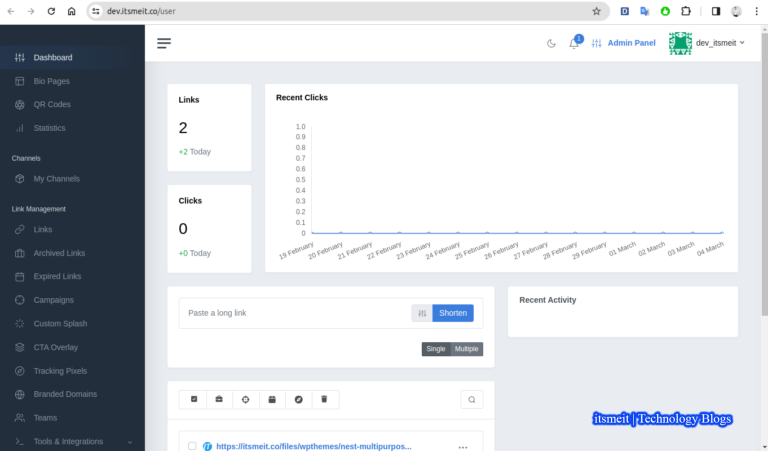 dev.itsmeit.co/user
1
Admin Panel
dev_itsmeit
Dashboard
Bio Pages
QR Codes
Statistics
Channels
My Channels
Link Management
Links
Archived Links
Expired Links
Campaigns
Custom Splash
CTA Overlay
Tracking Pixels
Branded Domains
Teams
Tools & Integrations
Links
2
+2 Today
Clicks
0
+0 Today
Recent Clicks
1.0
0.9
0.8
0.7
0.6
0.5
0.4
0.3
0.2
0.1
0
19 February
20 February
21 February
22 February
23 February
24 February
25 February
26 February
27 February
28 February
29 February
01 March
02 March
03 March
04 March
Paste a long link
Shorten
Single Multiple
Recent Activity
itsmeit | Technology Blogs
https://itsmeit.co/files/wpthemes/nest-multipurpos...